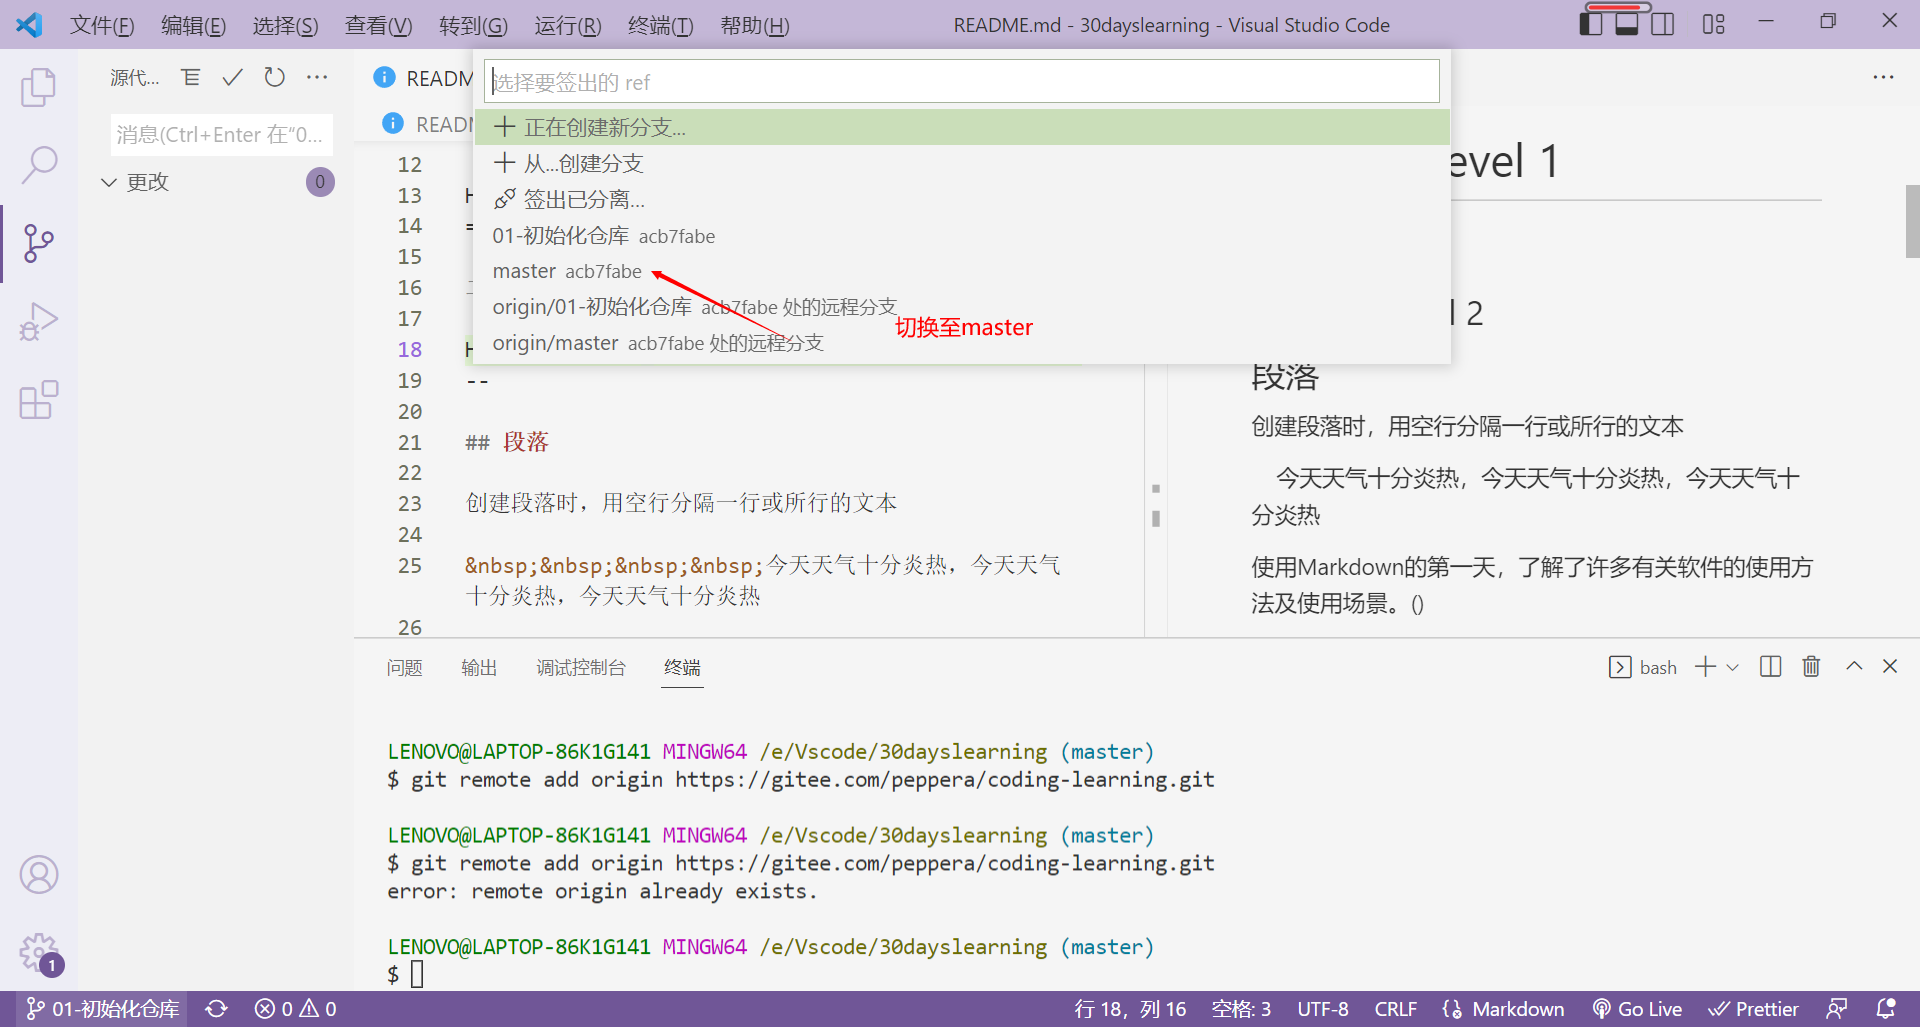 文件(F) 编辑(E) 选择(S) 查看(V) 转到(G) 运行(R) 终端(T) 帮助(H) README.md - 30dayslearning - Visual Studio Code
源代...
消息(Ctrl+Enter 在“0...
更改 0
READM
READM
选择要签出的 ref
正在创建新分支...
从...创建分支
签出已分离...
01-初始化仓库 acb7fabe
master acb7fabe
origin/01-初始化仓库 acb7fabe 处的远程分支
origin/master acb7fabe 处的远程分支
切换至master
12
13 H
14 =
15
16
17
18 H
19 --
20
21 ## 段落
22
23 创建段落时，用空行分隔一行或所行的文本
24
25 &nbsp;&nbsp;&nbsp;&nbsp;今天天气十分炎热，今天天气
十分炎热，今天天气十分炎热
26
evel 1
l 2
段落
创建段落时，用空行分隔一行或所行的文本
今天天气十分炎热，今天天气十分炎热，今天天气十
分炎热
使用Markdown的第一天，了解了许多有关软件的使用方
法及使用场景。()
问题 输出 调试控制台 终端 bash
LENOVO@LAPTOP-86K1G141 MINGW64 /e/Vscode/30dayslearning (master)
$ git remote add origin https://gitee.com/peppera/coding-learning.git
LENOVO@LAPTOP-86K1G141 MINGW64 /e/Vscode/30dayslearning (master)
$ git remote add origin https://gitee.com/peppera/coding-learning.git
error: remote origin already exists.
LENOVO@LAPTOP-86K1G141 MINGW64 /e/Vscode/30dayslearning (master)
$
1
01-初始化仓库 0 0 行 18，列 16 空格: 3 UTF-8 CRLF Markdown Go Live Prettier